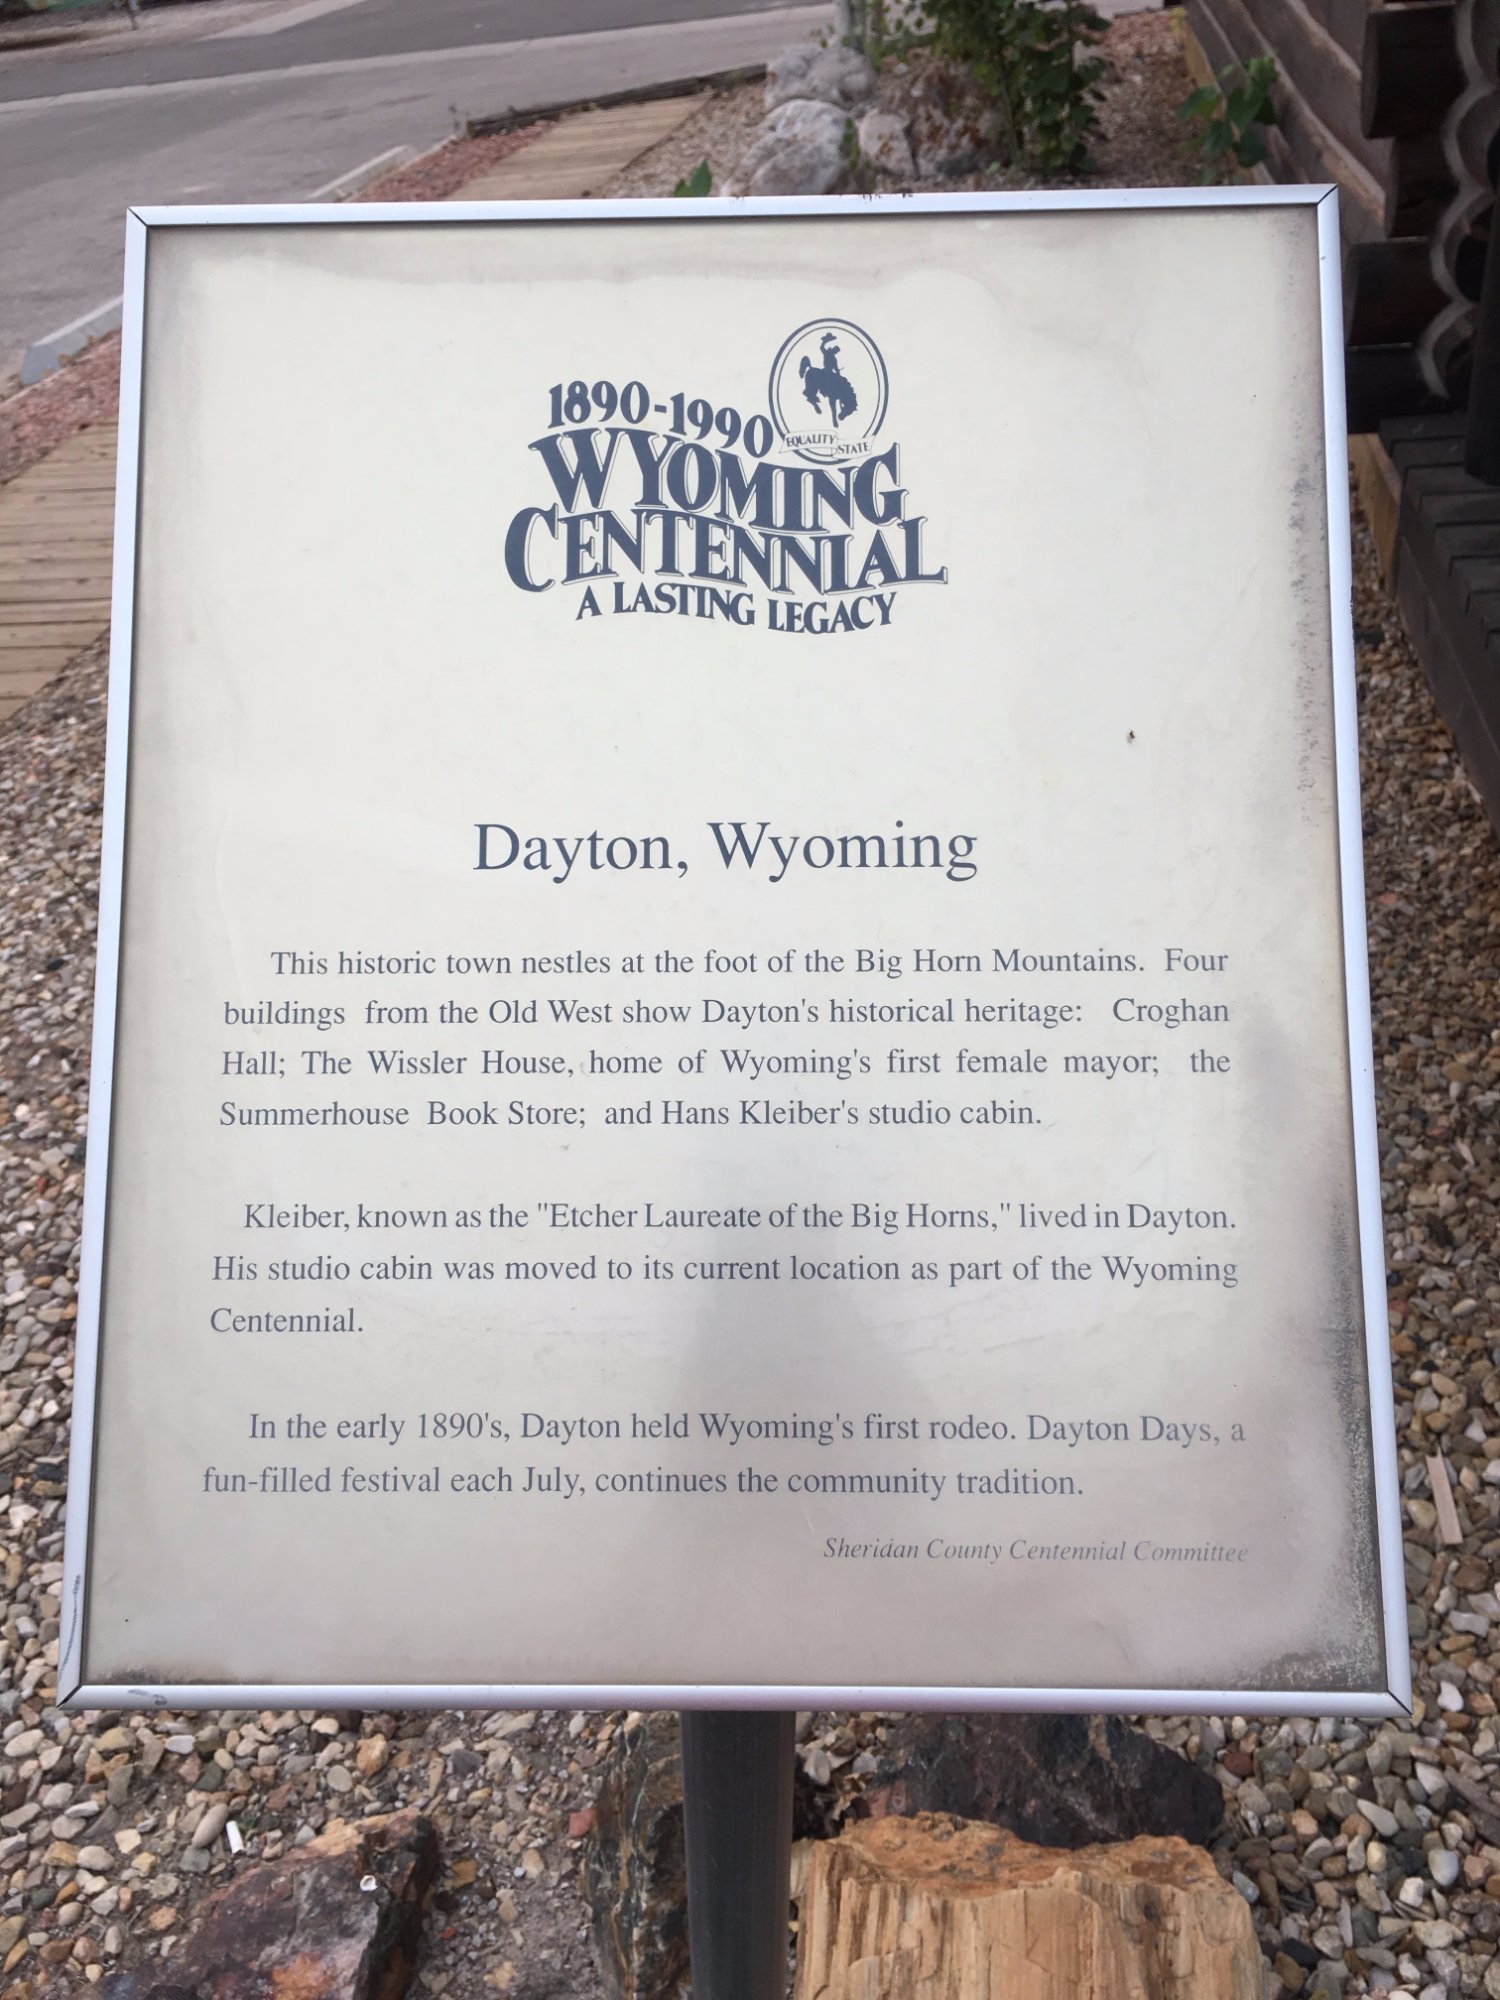 1890-1990
EQUALITY STATE
WYOMING
CENTENNIAL
A LASTING LEGACY
Dayton, Wyoming
This historic town nestles at the foot of the Big Horn Mountains. Four
buildings from the Old West show Dayton's historical heritage: Croghan
Hall; The Wissler House, home of Wyoming's first female mayor; the
Summerhouse Book Store; and Hans Kleiber's studio cabin.
Kleiber, known as the "Etcher Laureate of the Big Horns," lived in Dayton.
His studio cabin was moved to its current location as part of the Wyoming
Centennial.
In the early 1890's, Dayton held Wyoming's first rodeo. Dayton Days, a
fun-filled festival each July, continues the community tradition.
Sheridan County Centennial Committee